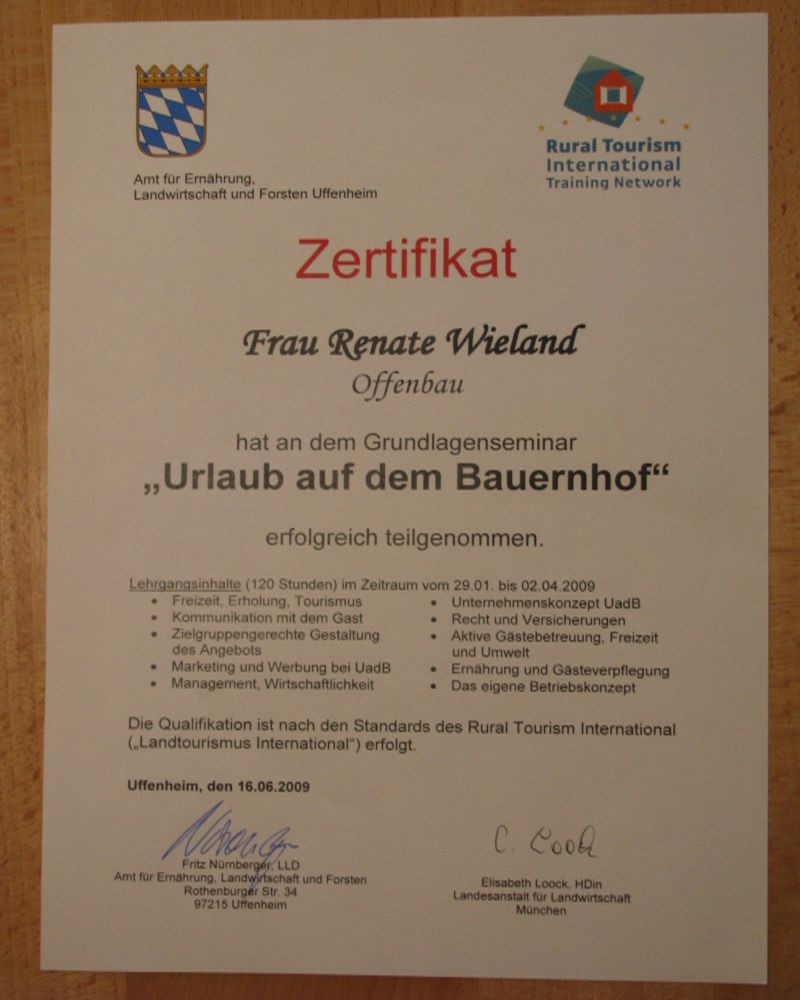 Amt für Ernährung,
Landwirtschaft und Forsten Uffenheim
Rural Tourism
International
Training Network
Zertifikat
Frau Renate Wieland
Offenbau
hat an dem Grundlagenseminar
„Urlaub auf dem Bauernhof“
erfolgreich teilgenommen.
Lehrgangsinhalte (120 Stunden) im Zeitraum vom 29.01. bis 02.04.2009
• Freizeit, Erholung, Tourismus
• Kommunikation mit dem Gast
• Zielgruppengerechte Gestaltung
des Angebots
• Marketing und Werbung bei UadB
• Management, Wirtschaftlichkeit
• Unternehmenskonzept UadB
• Recht und Versicherungen
• Aktive Gästebetreuung, Freizeit
und Umwelt
• Ernährung und Gästeverpflegung
• Das eigene Betriebskonzept
Die Qualifikation ist nach den Standards des Rural Tourism International
(„Landtourismus International“) erfolgt.
Uffenheim, den 16.06.2009
Fritz Nürnberger, LLD
Amt für Ernährung, Landwirtschaft und Forsten
Rothenburger Str. 34
97215 Uffenheim
Elisabeth Loock, HDin
Landesanstalt für Landwirtschaft
München